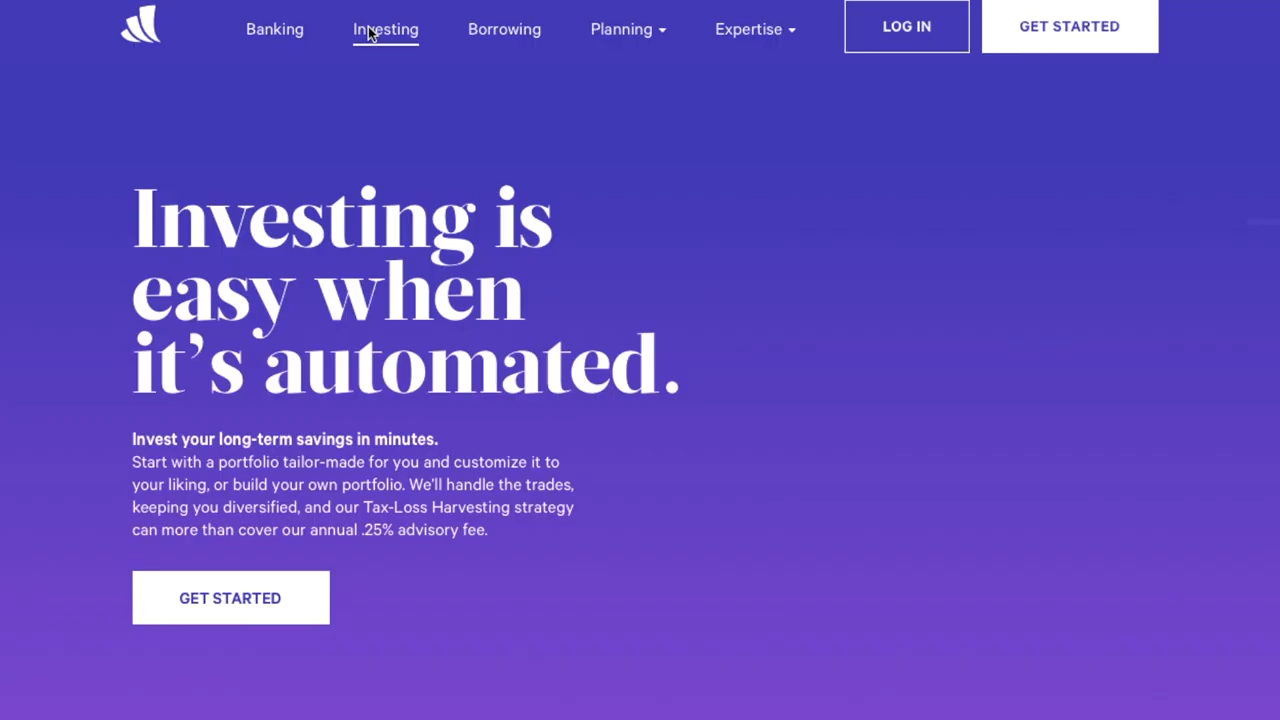 Banking Investing Borrowing Planning Expertise LOG IN GET STARTED
Investing is
easy when
it’s automated.
Invest your long-term savings in minutes.
Start with a portfolio tailor-made for you and customize it to
your liking, or build your own portfolio. We’ll handle the trades,
keeping you diversified, and our Tax-Loss Harvesting strategy
can more than cover our annual .25% advisory fee.
GET STARTED